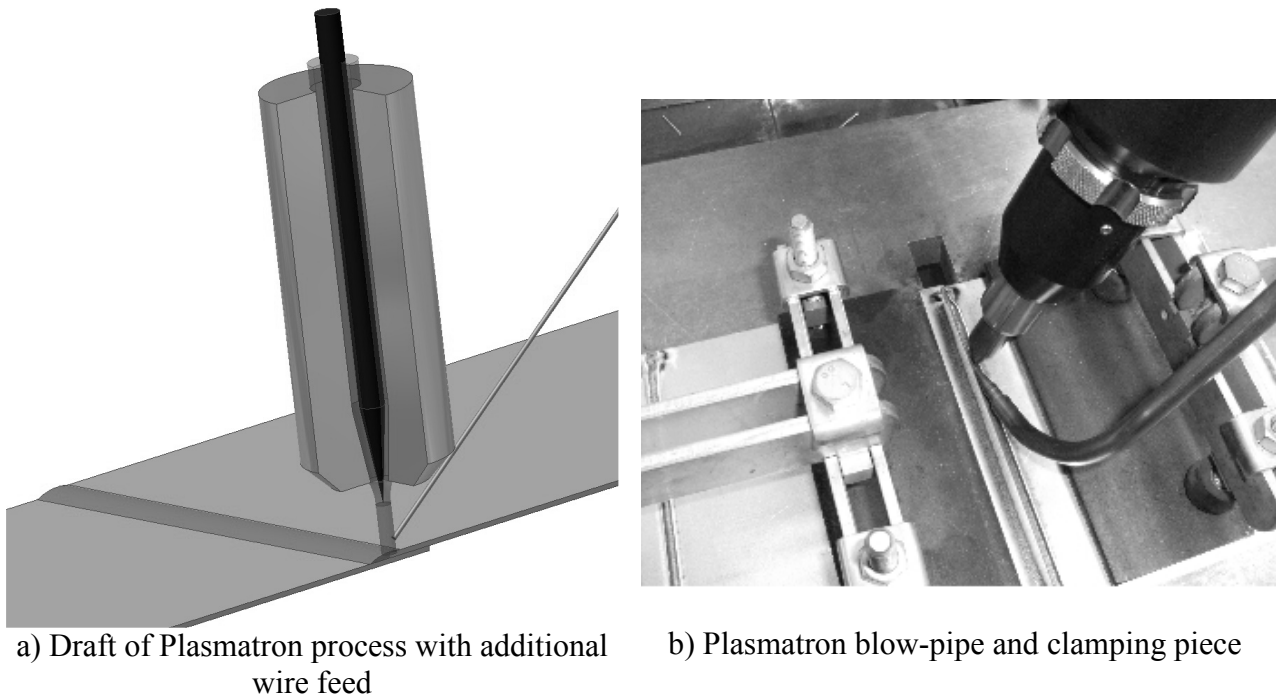 a) Draft of Plasmatron process with additional
wire feed
b) Plasmatron blow-pipe and clamping piece